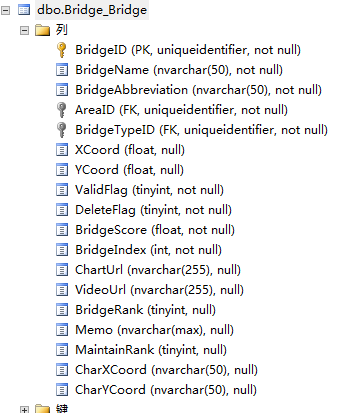 dbo.Bridge_Bridge
列
BridgeID (PK, uniqueidentifier, not null)
BridgeName (nvarchar(50), not null)
BridgeAbbreviation (nvarchar(50), not null)
AreaID (FK, uniqueidentifier, not null)
BridgeTypeID (FK, uniqueidentifier, not null)
XCoord (float, null)
YCoord (float, null)
ValidFlag (tinyint, not null)
DeleteFlag (tinyint, not null)
BridgeScore (float, not null)
BridgeIndex (int, not null)
ChartUrl (nvarchar(255), null)
VideoUrl (nvarchar(255), null)
BridgeRank (tinyint, null)
Memo (nvarchar(max), null)
MaintainRank (tinyint, null)
CharXCoord (nvarchar(50), null)
CharYCoord (nvarchar(50), null)
键